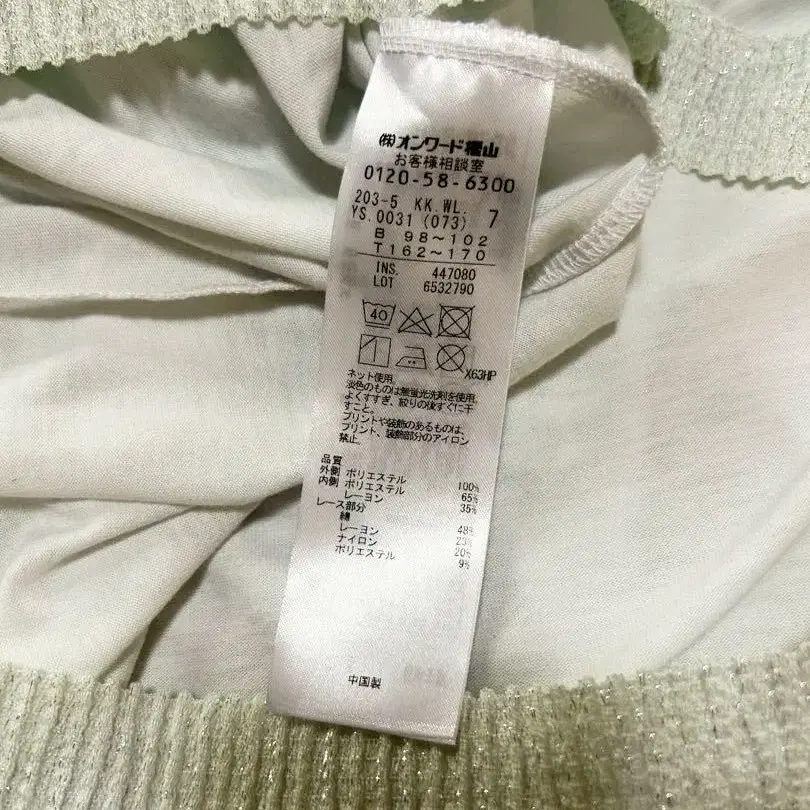 (株)オンワード樫山
お客様相談室
0120-58-6300
203-5 KK.WL. 7
YS.0031 (073)
B 98〜102
T162〜170
INS. 447080
LOT 6532790
40
X63HP
ネット使用。
淡色のものは無蛍光洗剤を使用。
よくすすぎ、絞りの後すぐに干
すこと。
プリントや装飾のあるものは、
プリント、装飾部分のアイロン
禁止。
品質
外側 ポリエステル 100%
内側 ポリエステル 65%
レーヨン 35%
レース部分
綿 48%
レーヨン 23%
ナイロン 20%
ポリエステル 9%
中国製